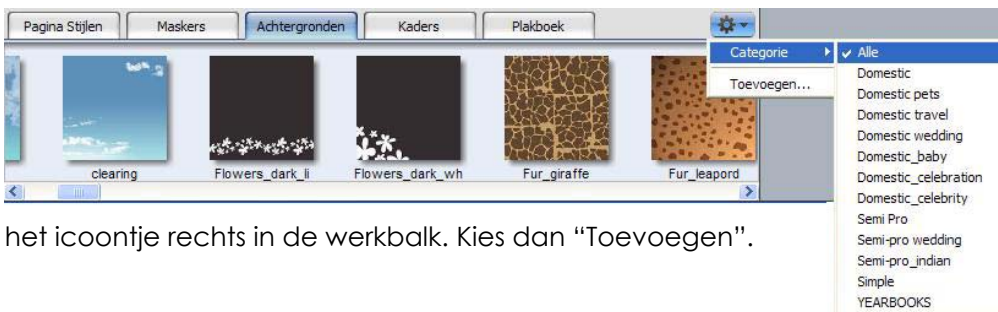 Pagina Stijlen Maskers Achtergronden Kaders Plakboek
Categorie Alle
Toevoegen... Domestic
Domestic pets
Domestic travel
Domestic wedding
Domestic_baby
Domestic_celebration
Domestic_celebrity
Semi Pro
Semi-pro wedding
Semi-pro_indian
Simple
YEARBOOKS
clearing Flowers_dark_li Flowers_dark_wh Fur_giraffe Fur_leapord
het icoontje rechts in de werkbalk. Kies dan “Toevoegen”.